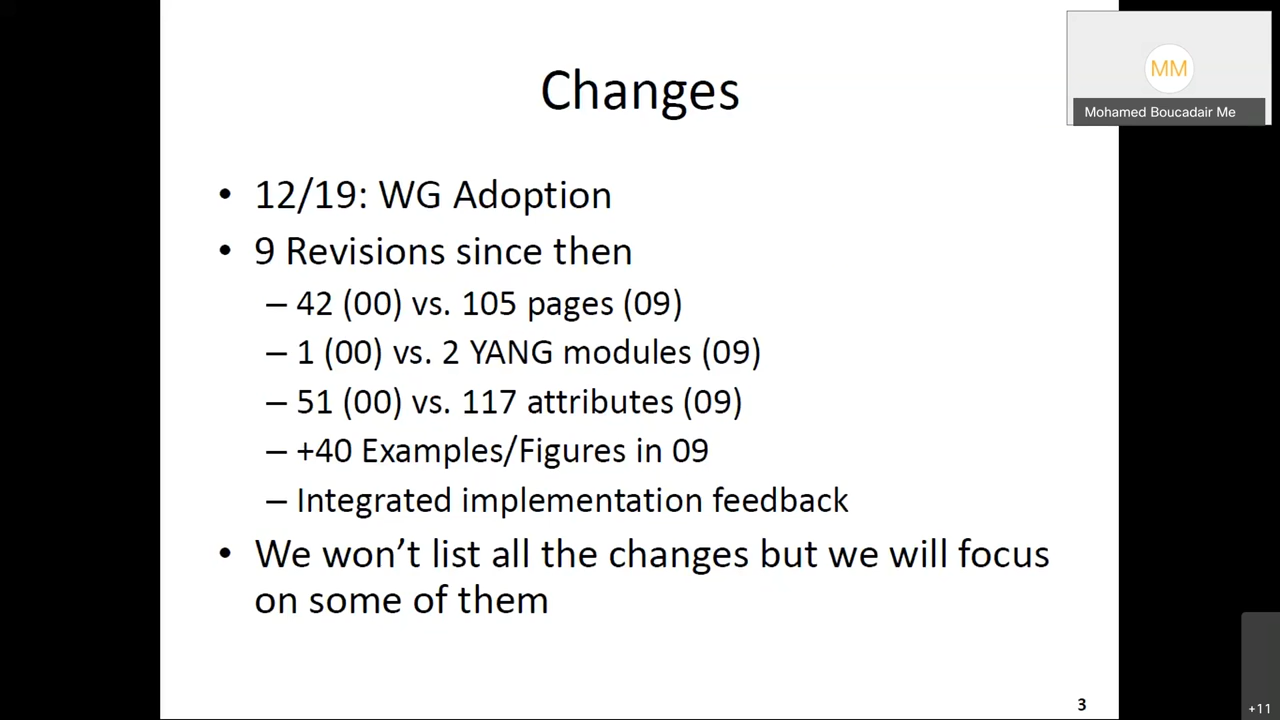 Changes
MM
Mohamed Boucadair Me
• 12/19: WG Adoption
• 9 Revisions since then
– 42 (00) vs. 105 pages (09)
– 1 (00) vs. 2 YANG modules (09)
– 51 (00) vs. 117 attributes (09)
– +40 Examples/Figures in 09
– Integrated implementation feedback
• We won’t list all the changes but we will focus
on some of them
3
+11